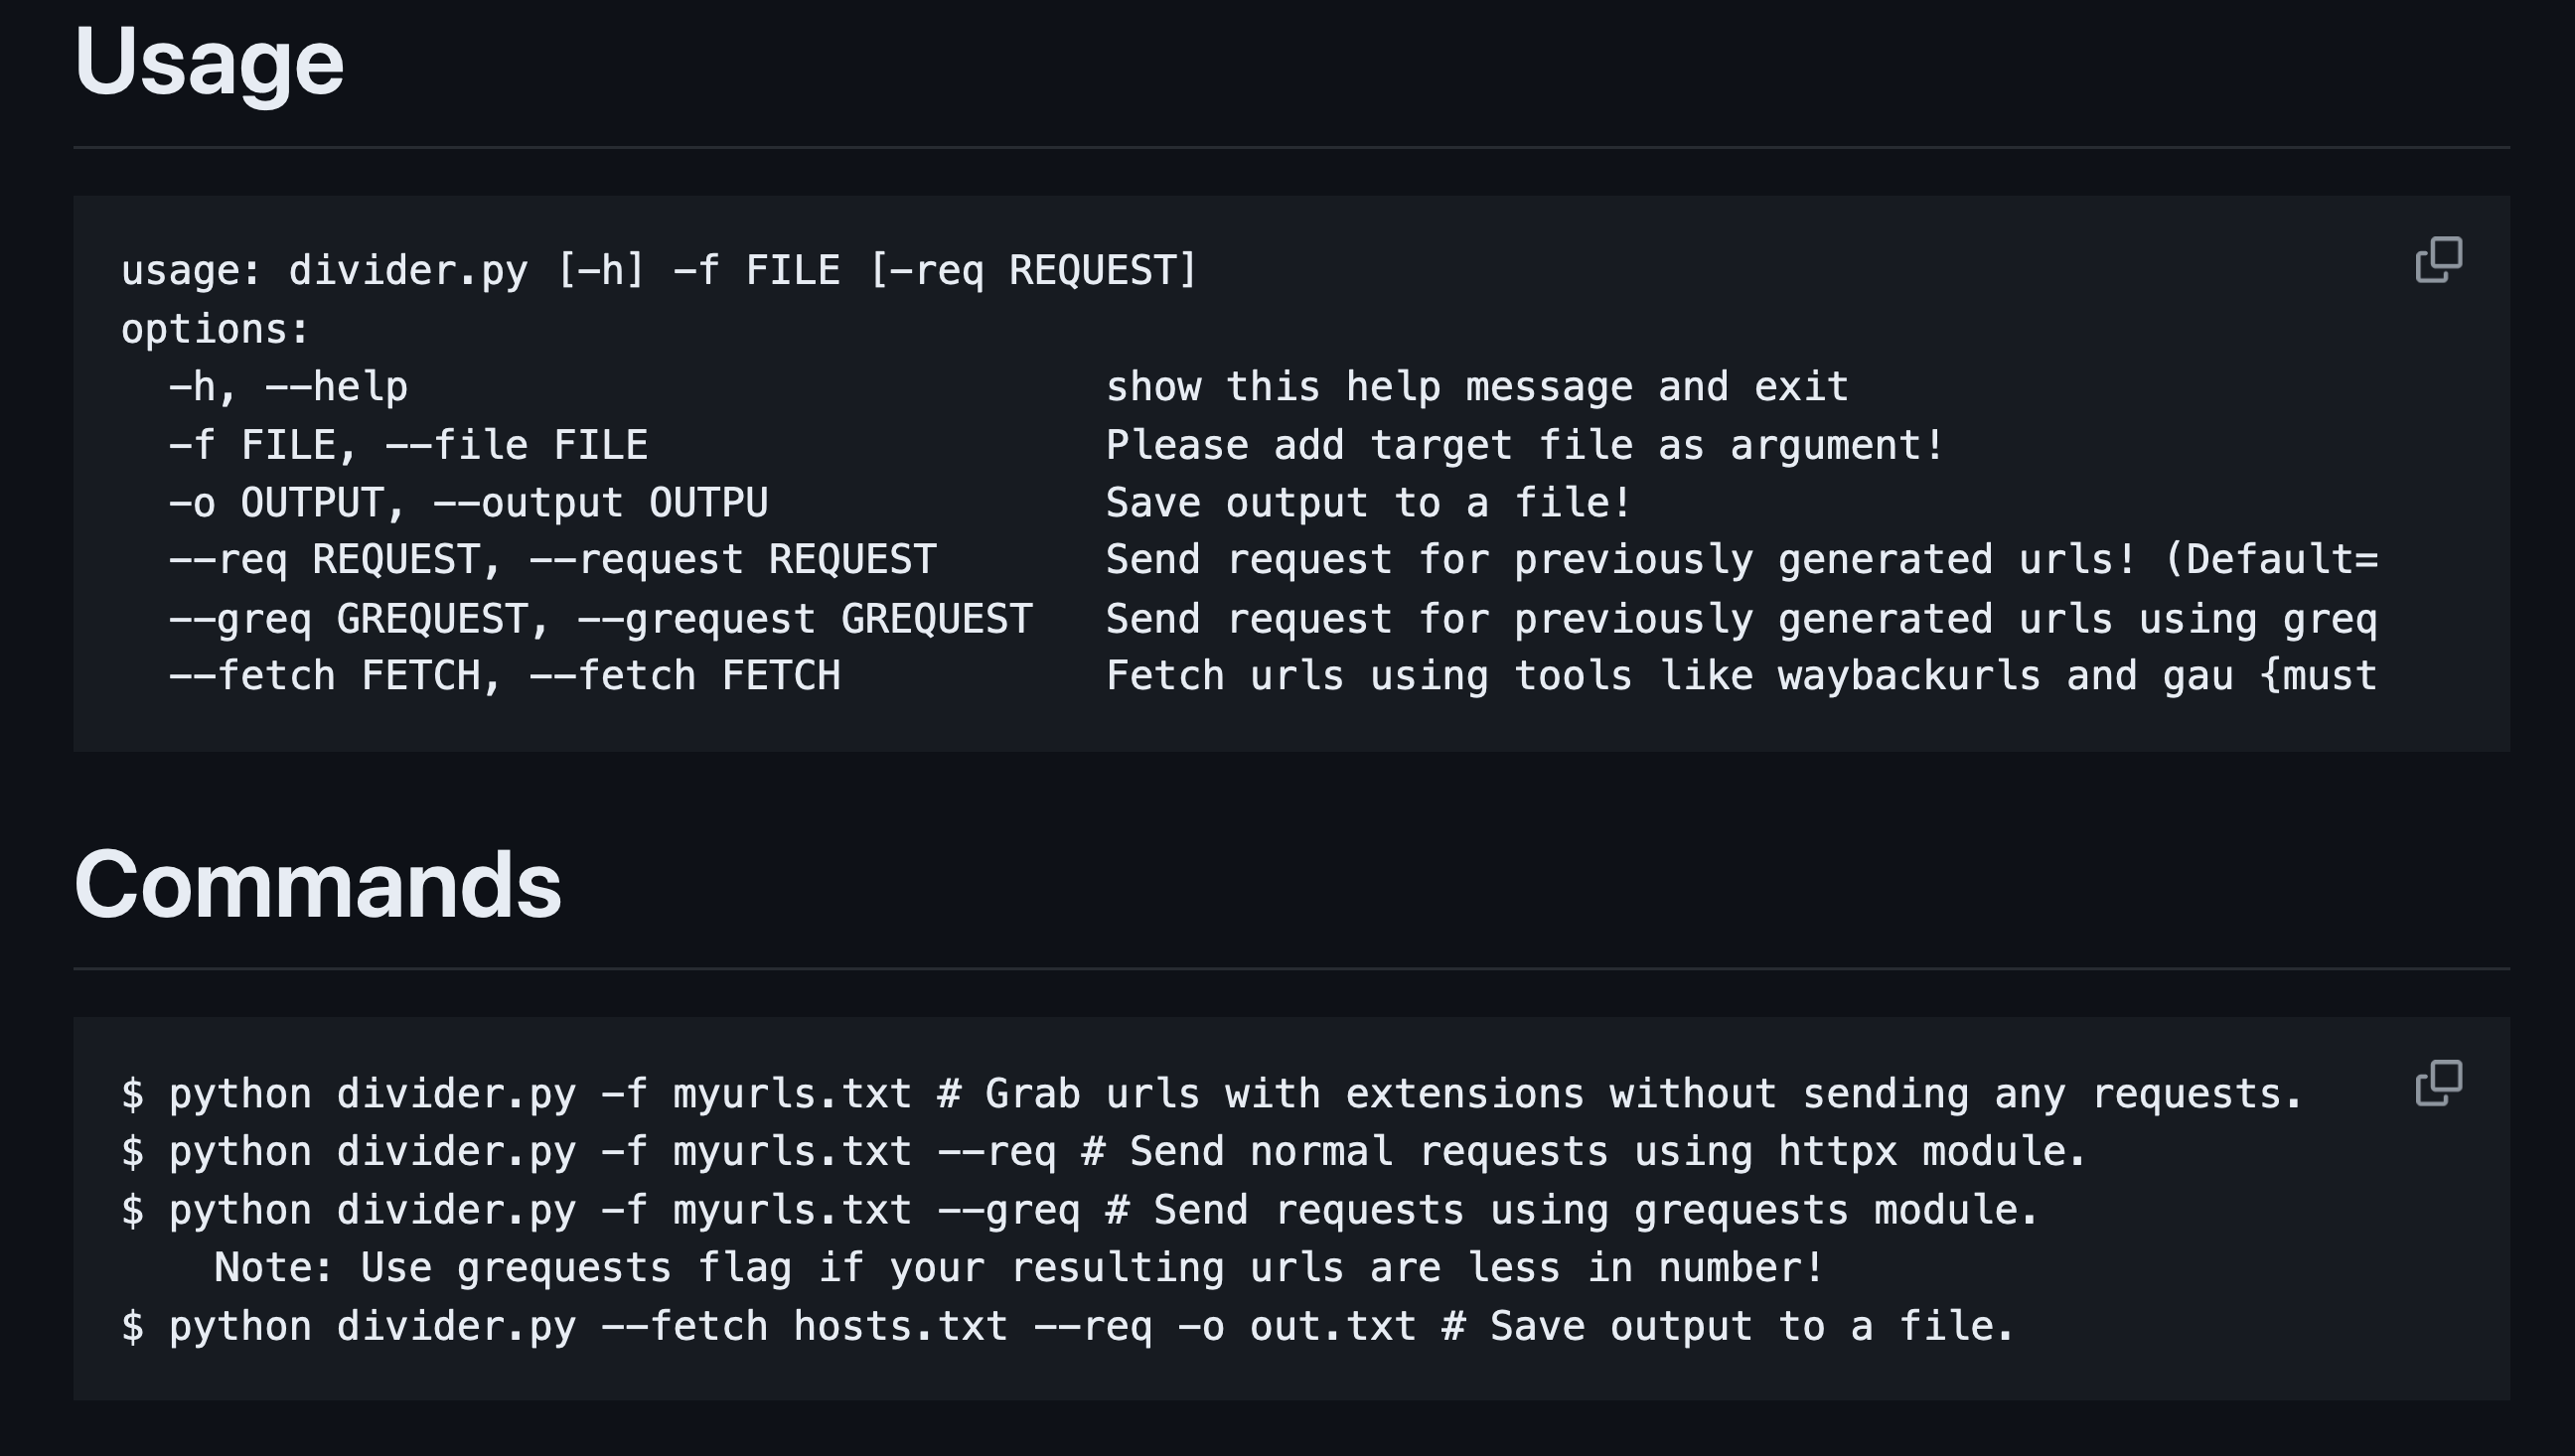 Usage
usage: divider.py [-h] -f FILE [-req REQUEST]
options:
  -h, --help                             show this help message and exit
  -f FILE, --file FILE                   Please add target file as argument!
  -o OUTPUT, --output OUTPU              Save output to a file!
  --req REQUEST, --request REQUEST       Send request for previously generated urls! (Default=
  --greq GREQUEST, --grequest GREQUEST   Send request for previously generated urls using greq
  --fetch FETCH, --fetch FETCH           Fetch urls using tools like waybackurls and gau {must
Commands
$ python divider.py -f myurls.txt # Grab urls with extensions without sending any requests.
$ python divider.py -f myurls.txt --req # Send normal requests using httpx module.
$ python divider.py -f myurls.txt --greq # Send requests using grequests module.
    Note: Use grequests flag if your resulting urls are less in number!
$ python divider.py --fetch hosts.txt --req -o out.txt # Save output to a file.